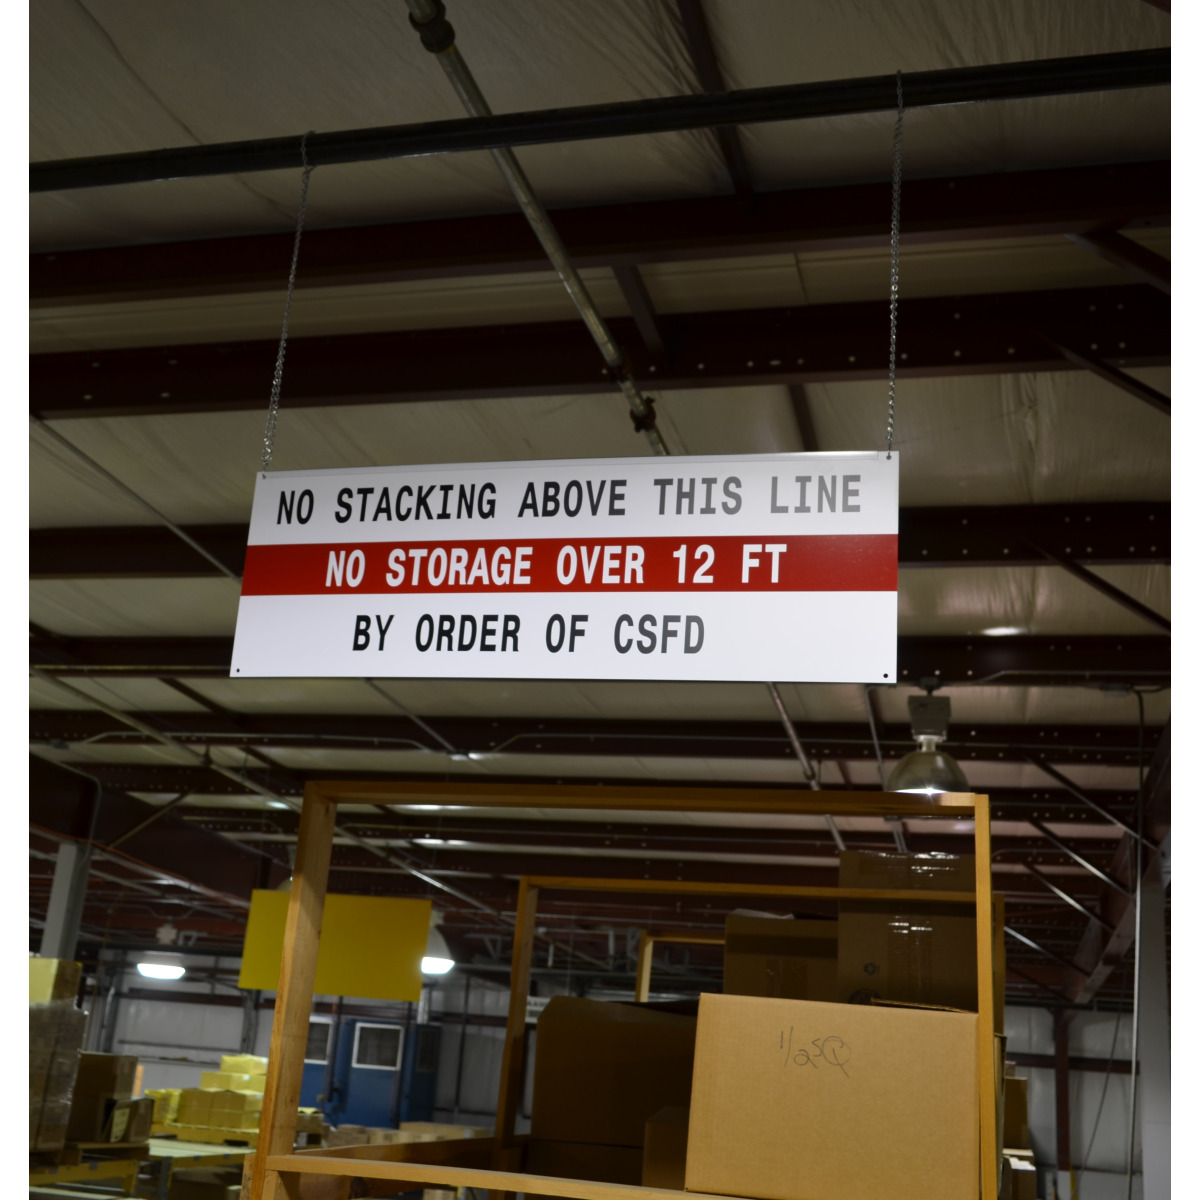 NO STACKING ABOVE THIS LINE
NO STORAGE OVER 12 FT
BY ORDER OF CSFD